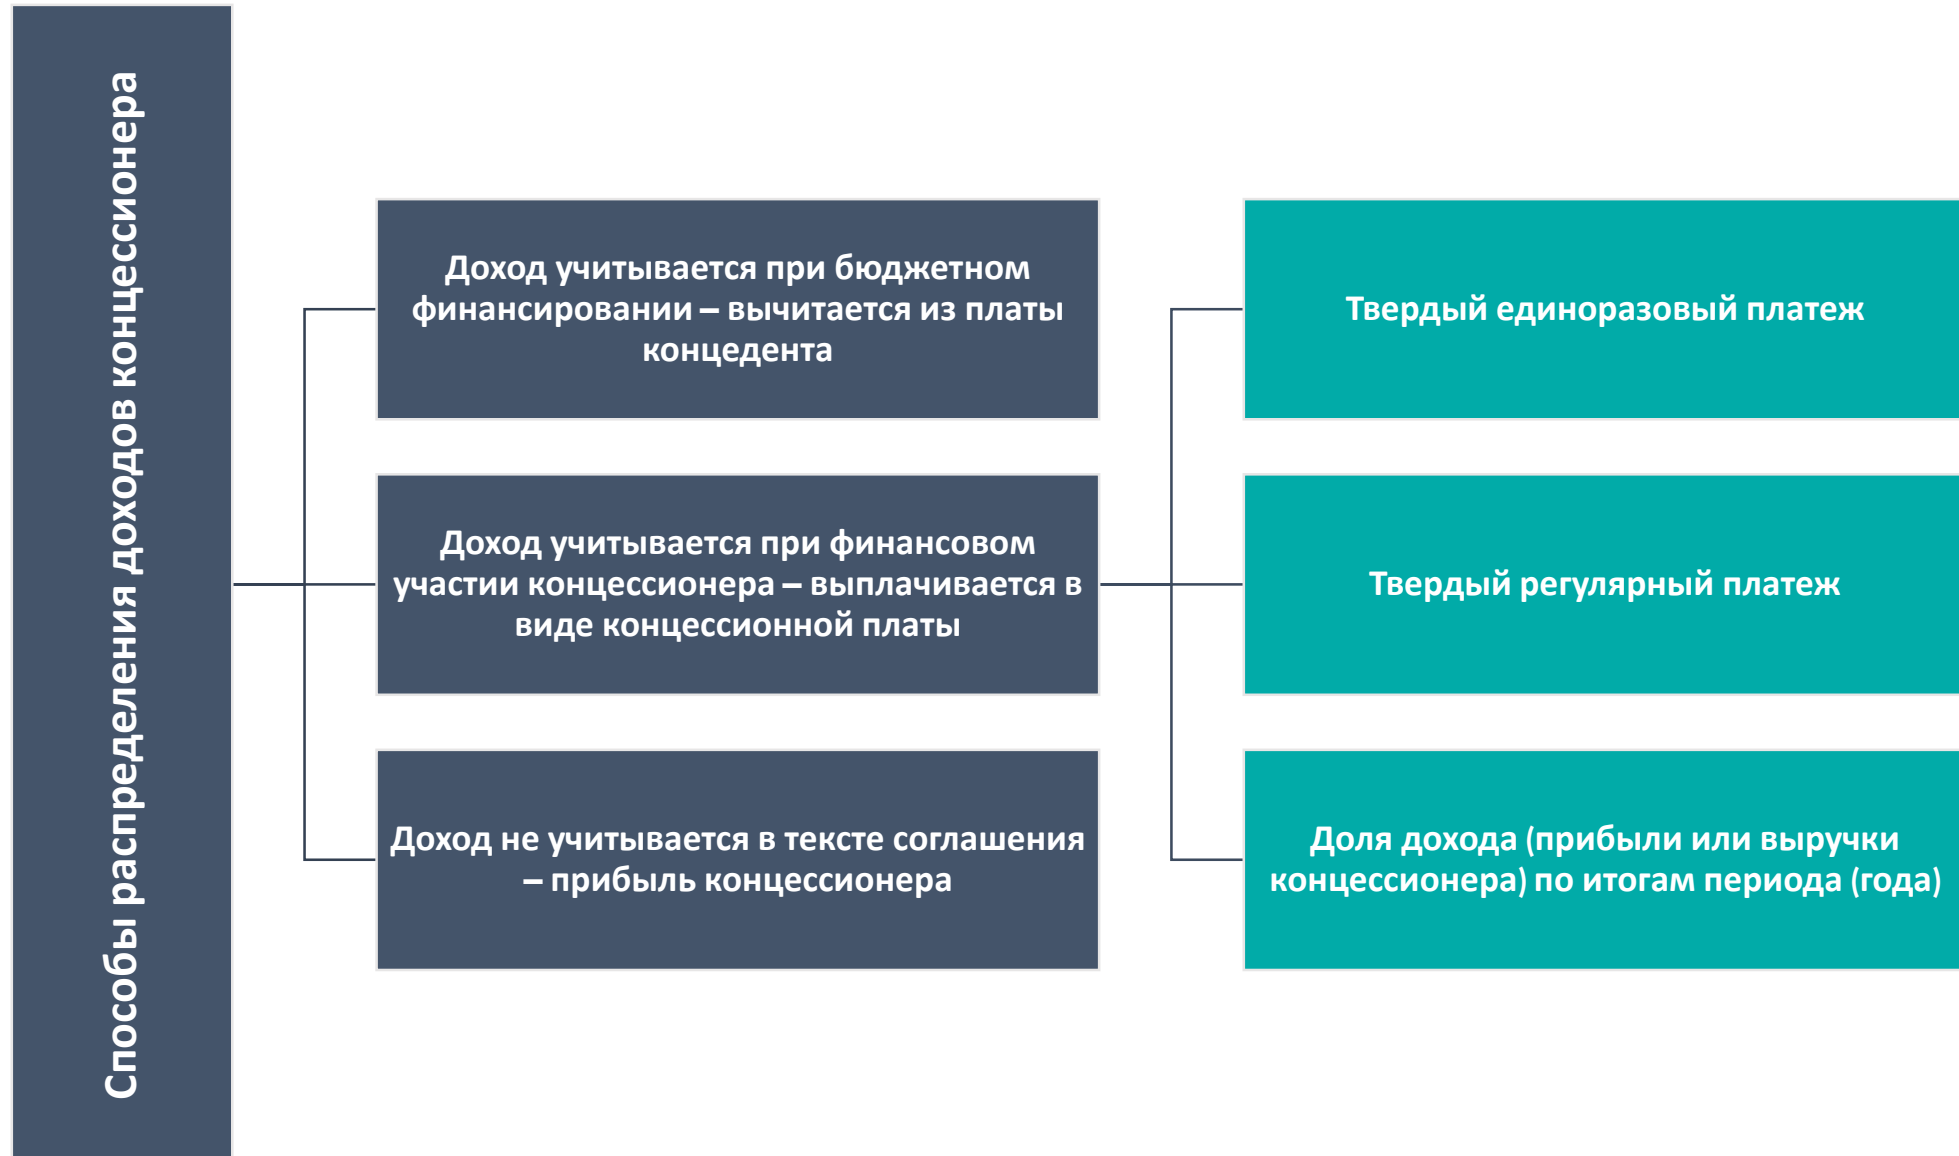 Способы распределения доходов концессионера
Доход учитывается при бюджетном
финансировании – вычитается из платы
концедента
Доход учитывается при финансовом
участии концессионера – выплачивается в
виде концессионной платы
Доход не учитывается в тексте соглашения
– прибыль концессионера
Твердый единоразовый платеж
Твердый регулярный платеж
Доля дохода (прибыли или выручки
концессионера) по итогам периода (года)